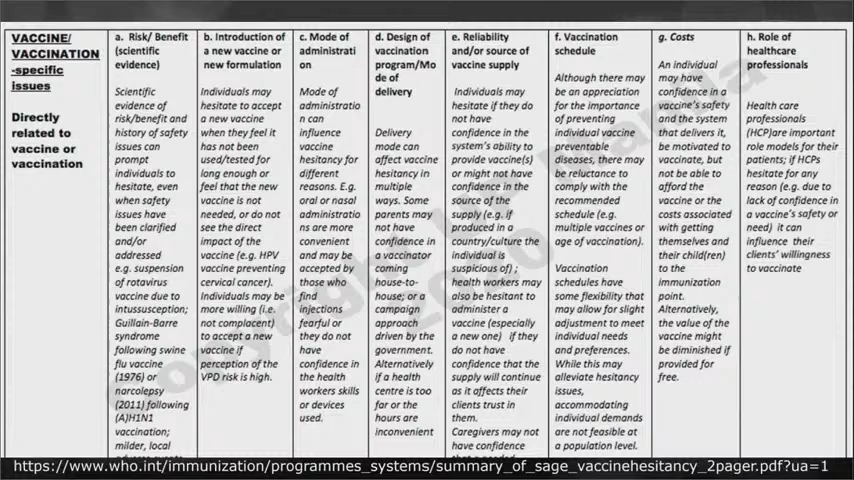 VACCINE/
VACCINATION
-specific
issues
Directly
related to
vaccine or
vaccination
a. Risk/ Benefit
(scientific
evidence)
Scientific
evidence of
risk/benefit and
history of safety
issues can
prompt
individuals to
hesitate, even
when safety
issues have
been clarified
and/or
addressed
e.g. suspension
of rotavirus
vaccine due to
intussusception;
Guillain-Barre
syndrome
following swine
flu vaccine
(1976) or
narcolepsy
(2011) following
(A)H1N1
vaccination;
milder, local
b. Introduction of
a new vaccine or
new formulation
Individuals may
hesitate to accept
a new vaccine
when they feel it
has not been
used/tested for
long enough or
feel that the new
vaccine is not
needed, or do not
see the direct
impact of the
vaccine (e.g. HPV
vaccine preventing
cervical cancer).
Individuals may be
more willing (i.e.
not complacent)
to accept a new
vaccine if
perception of the
VPD risk is high.
c. Mode of
administrati
on
Mode of
administratio
n can
influence
vaccine
hesitancy for
different
reasons. E.g.
oral or nasal
administratio
ns are more
convenient
and may be
accepted by
those who
find
injections
fearful or
they do not
have
confidence in
the health
workers skills
or devices
used.
d. Design of
vaccination
program/Mo
de of
delivery
Delivery
mode can
affect vaccine
hesitancy in
multiple
ways. Some
parents may
not have
confidence in
a vaccinator
coming
house-to-
house; or a
campaign
approach
driven by the
government.
Alternatively
if a health
centre is too
far or the
hours are
inconvenient
e. Reliability
and/or source of
vaccine supply
Individuals may
hesitate if they do
not have
confidence in the
system's ability to
provide vaccine(s)
or might not have
confidence in the
source of the
supply (e.g. if
produced in a
country/culture the
individual is
suspicious of) ;
health workers may
also be hesitant to
administer a
vaccine (especially
a new one) if they
do not have
confidence that the
supply will continue
as it affects their
clients trust in
them.
Caregivers may not
have confidence
f. Vaccination
schedule
Although there may
be an appreciation
for the importance
of preventing
individual vaccine
preventable
diseases, there may
be reluctance to
comply with the
recommended
schedule (e.g.
multiple vaccines or
age of vaccination).
Vaccination
schedules have
some flexibility that
may allow for slight
adjustment to meet
individual needs
and preferences.
While this may
alleviate hesitancy
issues,
accommodating
individual demands
are not feasible at
a population level.
g. Costs
An individual
may have
confidence in a
vaccine's safety
and the system
that delivers it,
be motivated to
vaccinate, but
not be able to
afford the
vaccine or the
costs associated
with getting
themselves and
their child(ren)
to the
immunization
point.
Alternatively,
the value of the
vaccine might
be diminished if
provided for
free.
h. Role of
healthcare
professionals
Health care
professionals
(HCP)are important
role models for their
patients; if HCPs
hesitate for any
reason (e.g. due to
lack of confidence in
a vaccine's safety or
need) it can
influence their
clients' willingness
to vaccinate
https://www.who.int/immunization/programmes_systems/summary_of_sage_vaccinehesitancy_2pager.pdf?ua=1